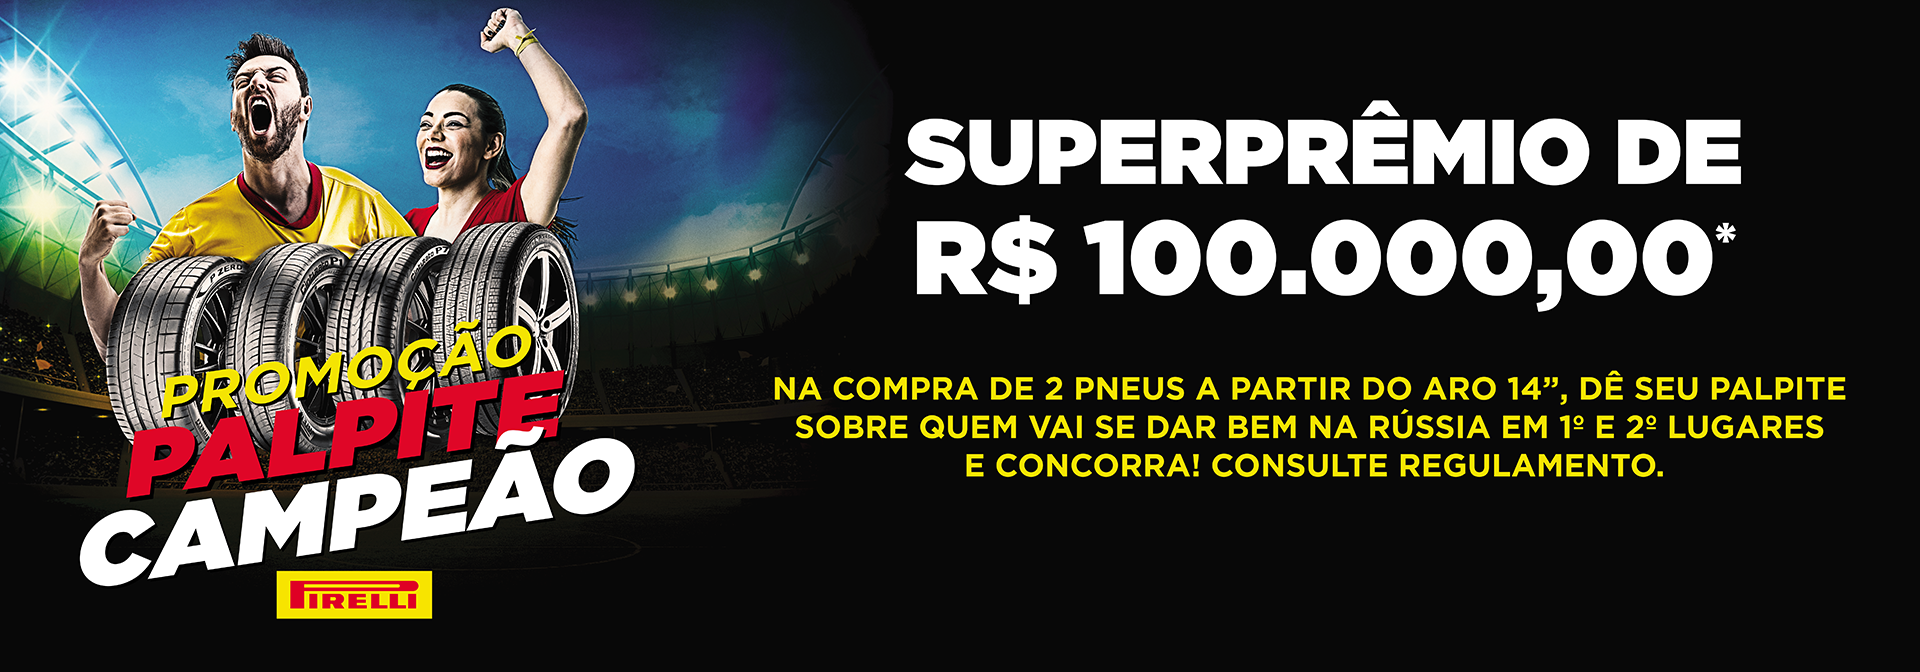 SUPERPRÊMIO DE
R$ 100.000,00*
NA COMPRA DE 2 PNEUS A PARTIR DO ARO 14”, DÊ SEU PALPITE
SOBRE QUEM VAI SE DAR BEM NA RÚSSIA EM 1º E 2º LUGARES
E CONCORRA! CONSULTE REGULAMENTO.
P ZERO
PROMOÇÃO
PALPITE
CAMPEÃO
PIRELLI